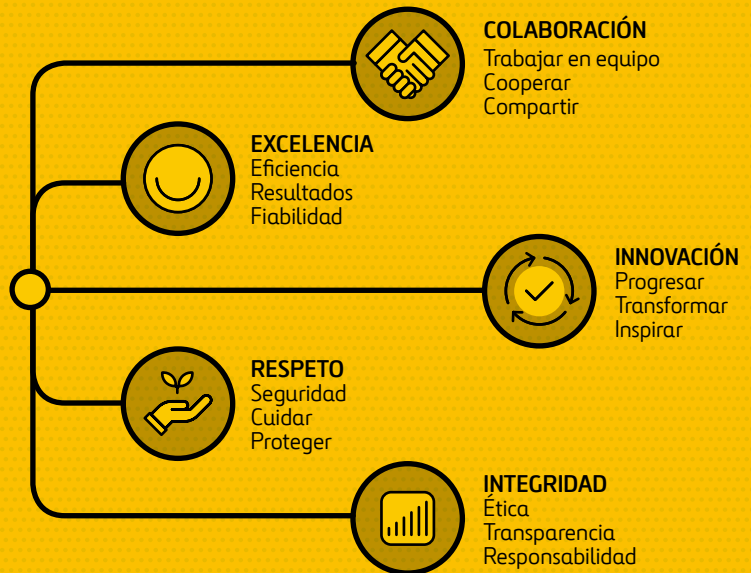 COLABORACIÓN
Trabajar en equipo
Cooperar
Compartir
EXCELENCIA
Eficiencia
Resultados
Fiabilidad
INNOVACIÓN
Progresar
Transformar
Inspirar
RESPETO
Seguridad
Cuidar
Proteger
INTEGRIDAD
Ética
Transparencia
Responsabilidad